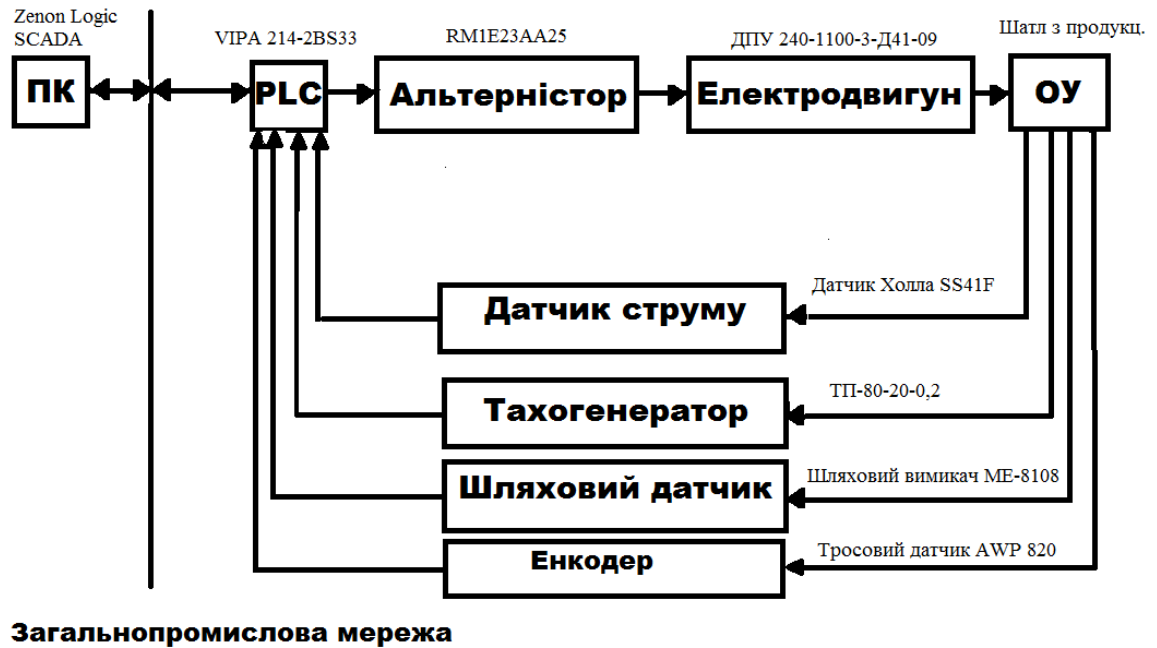 Zenon Logic
SCADA
VIPA 214-2BS33
RM1E23AA25
ДПУ 240-1100-3-Д41-09
Шатл з продукц.
ПК
PLC
Альтерністор
Електродвигун
ОУ
Датчик Холла SS41F
Датчик струму
ТП-80-20-0,2
Тахогенератор
Шляховий вимикач ME-8108
Шляховий датчик
Тросовий датчик AWP 820
Енкодер
Загальнопромислова мережа